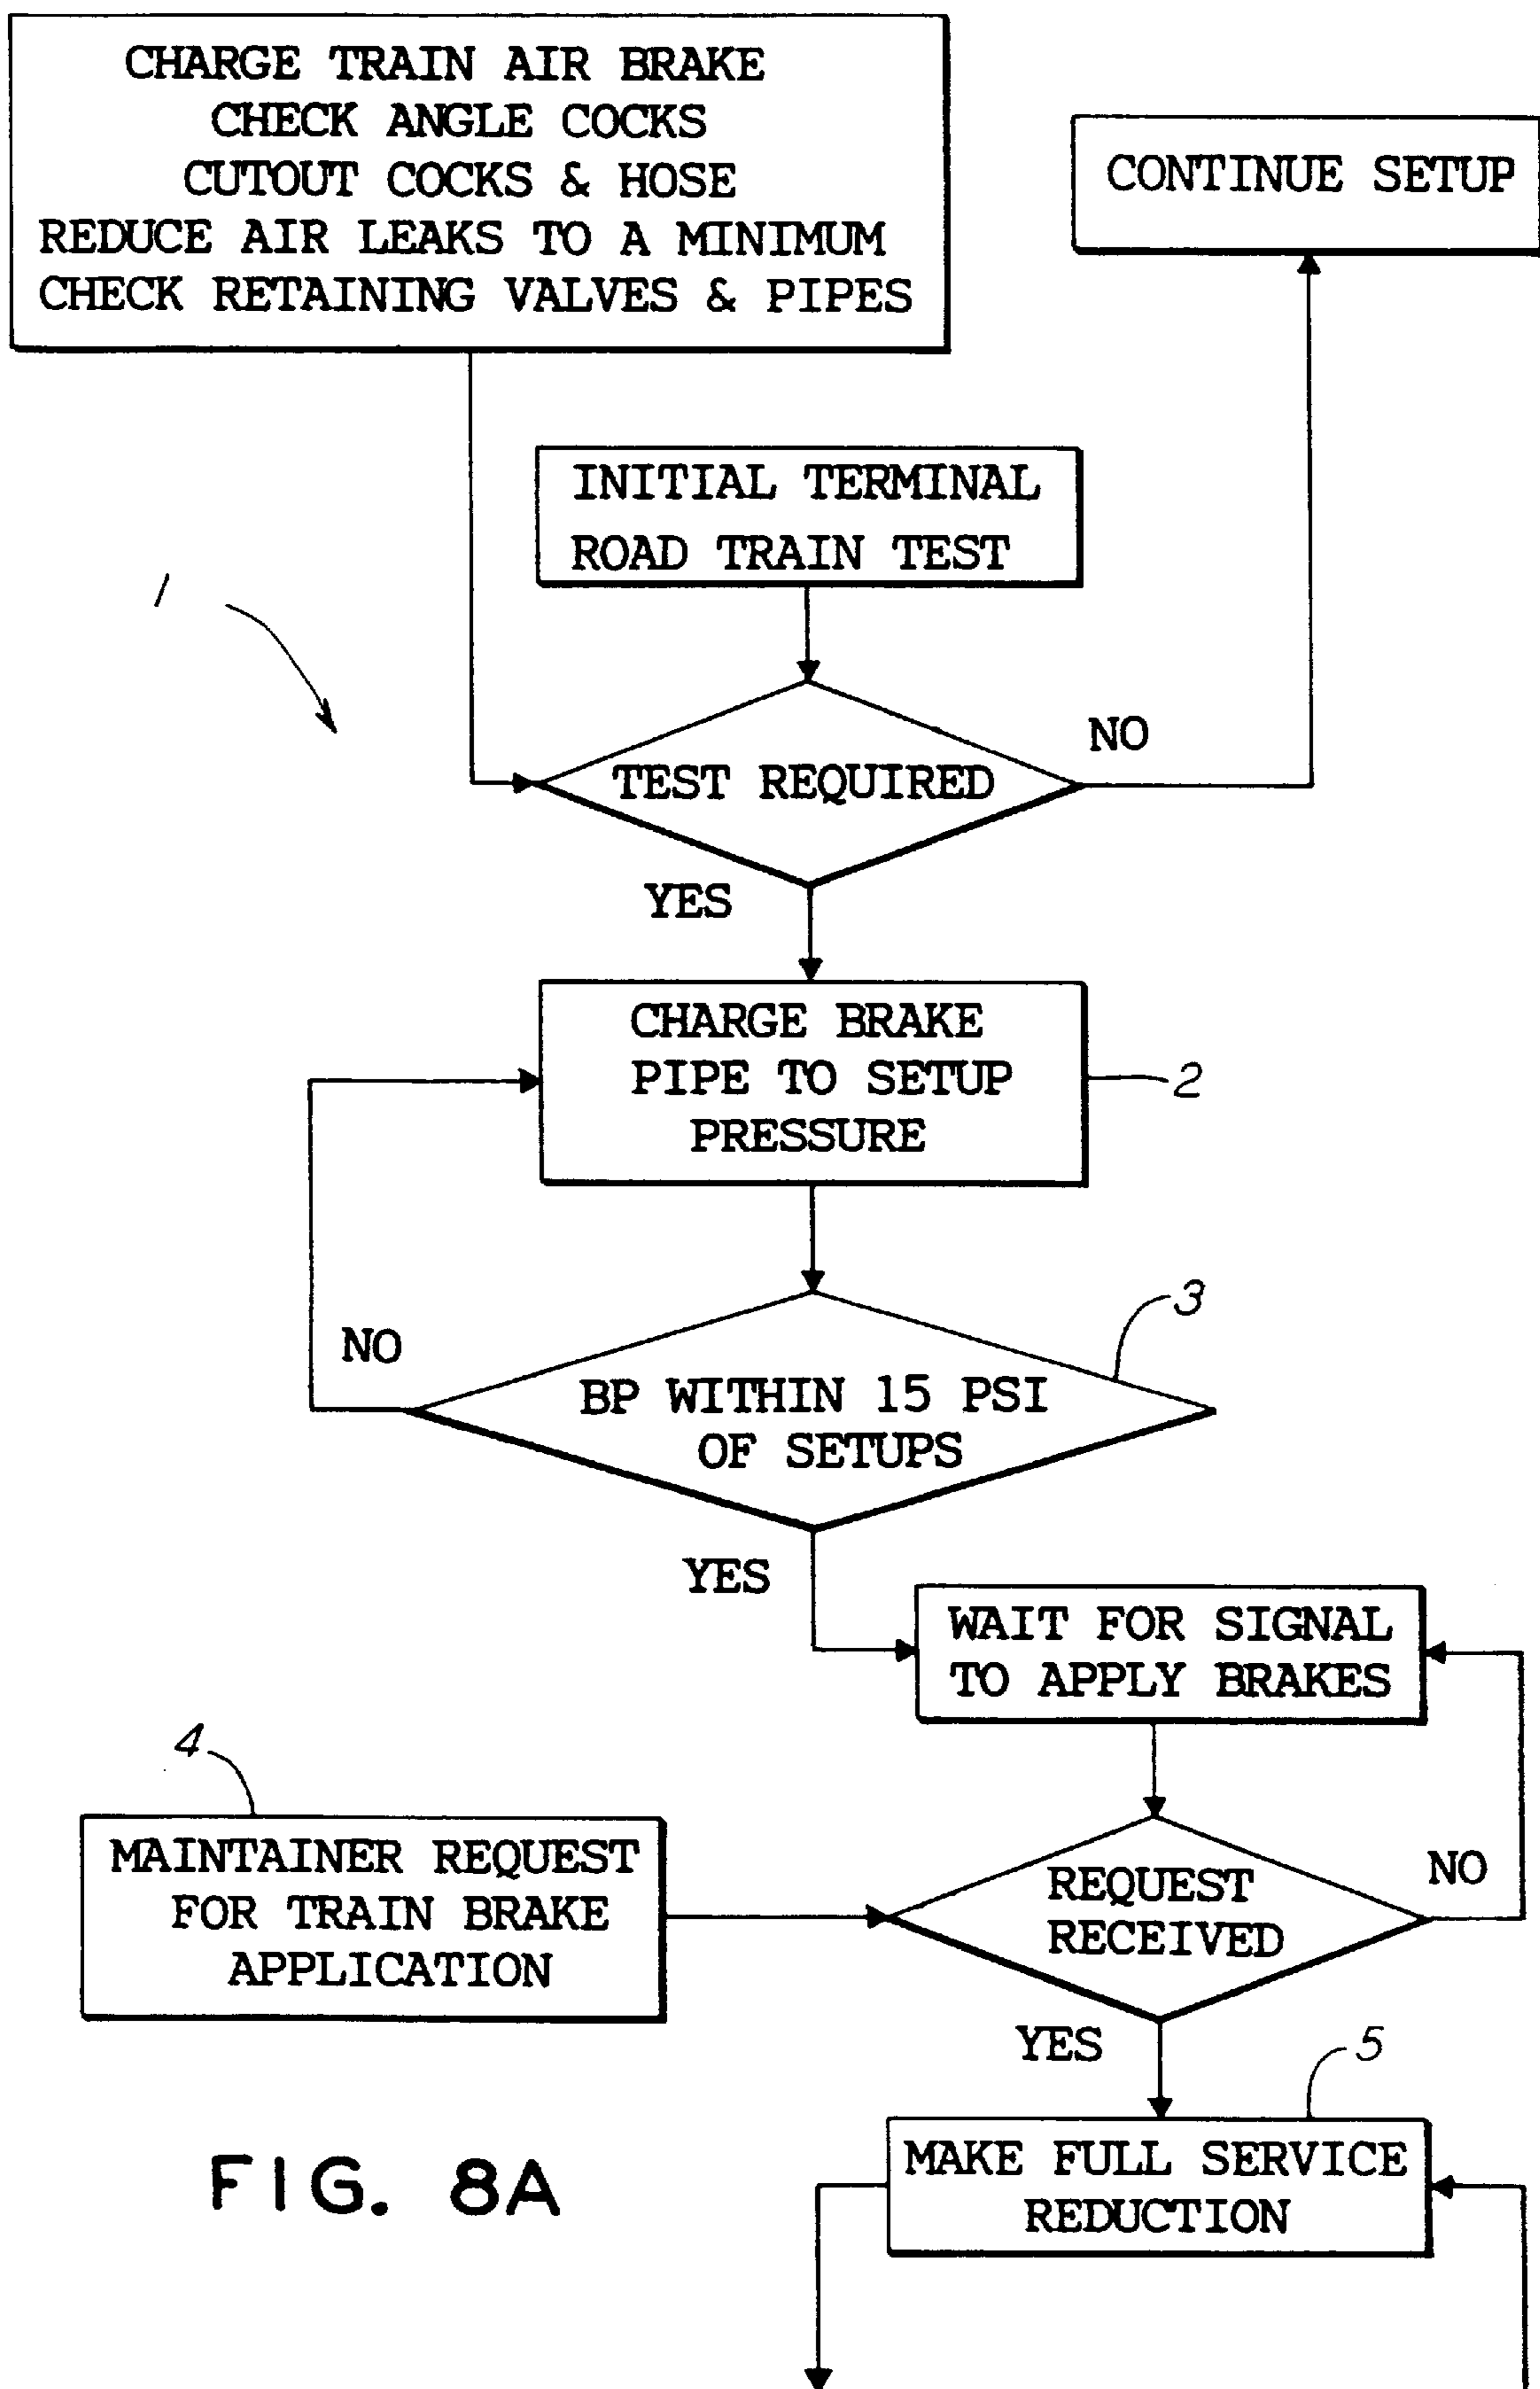 CHARGE TRAIN AIR BRAKE
CHECK ANGLE COCKS
CUTOUT COCKS & HOSE
REDUCE AIR LEAKS TO A MINIMUM
CHECK RETAINING VALVES & PIPES
CONTINUE SETUP
INITIAL TERMINAL
ROAD TRAIN TEST
1
NO
TEST REQUIRED
YES
CHARGE BRAKE
PIPE TO SETUP
PRESSURE
2
3
NO
BP WITHIN 15 PSI
OF SETUPS
YES
WAIT FOR SIGNAL
TO APPLY BRAKES
4
MAINTAINER REQUEST
FOR TRAIN BRAKE
APPLICATION
REQUEST
RECEIVED
NO
YES
5
MAKE FULL SERVICE
REDUCTION
FIG. 8A